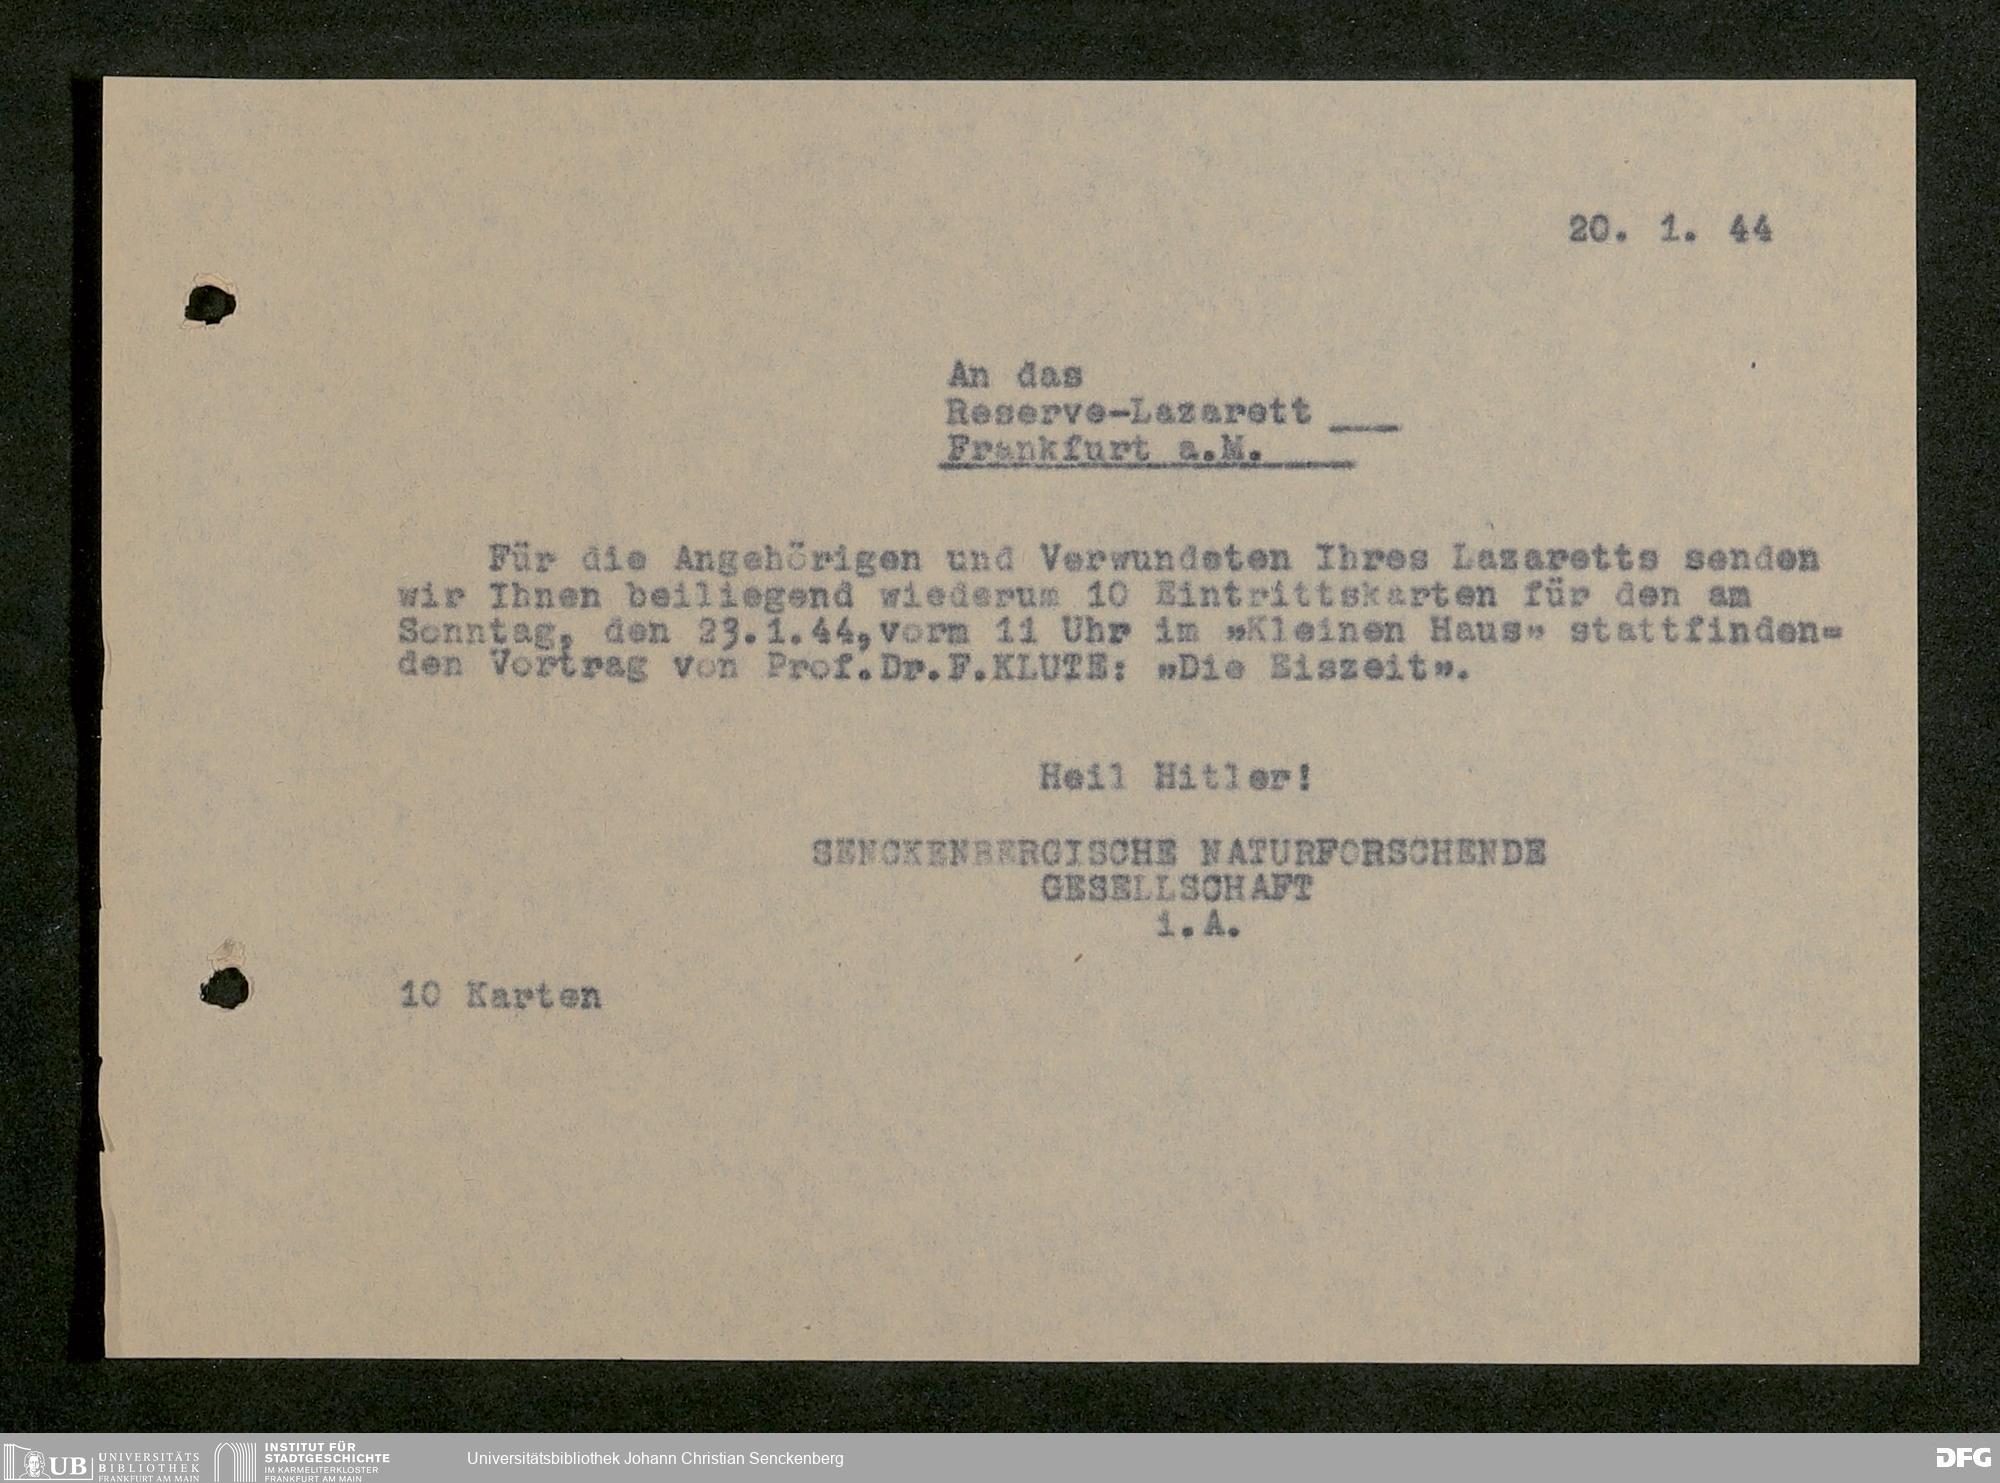 20. 1. 44
An das
Reserve-Lazarett ___
Frankfurt a.M.____
Für die Angehörigen und Verwundeten Ihres Lazaretts senden
wir Ihnen beiliegend wiederum 10 Eintrittskarten für den am
Sonntag, den 23.1.44,vorm 11 Uhr im "Kleinen Haus" stattfinden=
den Vortrag von Prof.Dr.F.KLUTE: "Die Eiszeit".
Heil Hitler!
SENCKENBERGISCHE NATURFORSCHENDE
GESELLSCHAFT
i.A.
10 Karten
UB UNIVERSITÄTS
BIBLIOTHEK
FRANKFURT AM MAIN
INSTITUT FÜR
STADTGESCHICHTE
IM KARMELITERKLOSTER
FRANKFURT AM MAIN
Universitätsbibliothek Johann Christian Senckenberg
DFG